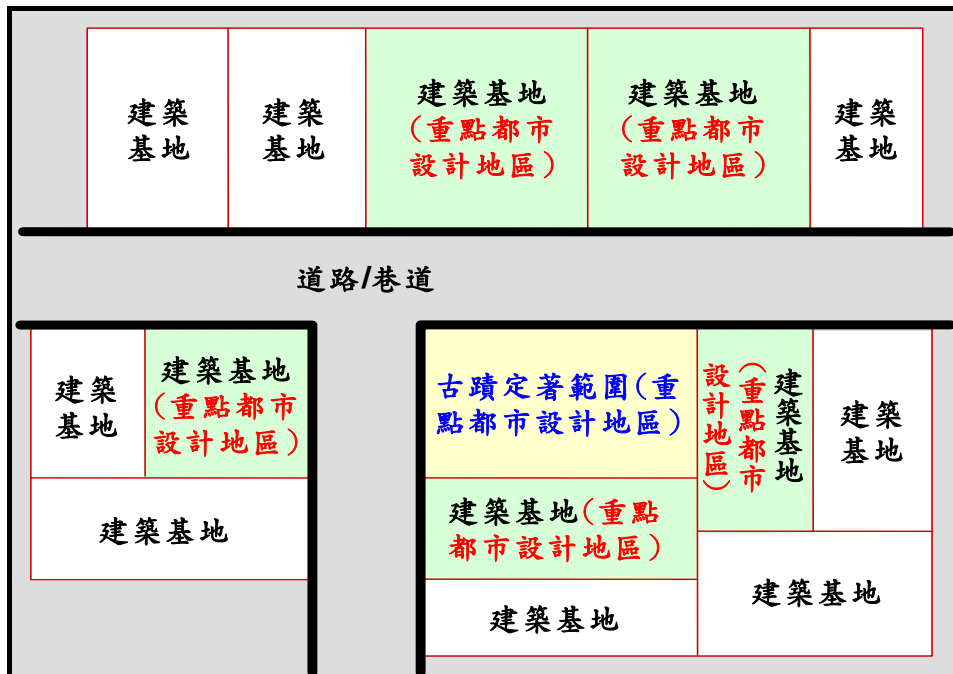 建築
基地
建築
基地
建築基地
(重點都市
設計地區)
建築基地
(重點都市
設計地區)
建築
基地
道路/巷道
建築
基地
建築基地
(重點都市
設計地區)
建築基地
古蹟定著範圍(重
點都市設計地區)
建築基地
(重點都市
設計地區)
建築
基地
建築基地(重點
都市設計地區)
建築基地
建築基地